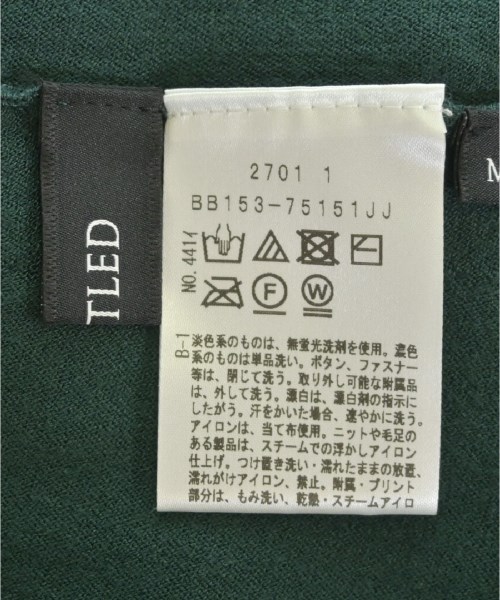 2701 1
BB153-75151JJ
NO.441イ
F
W
B-1
淡色系のものは、無蛍光洗剤を使用。濃色
系のものは単品洗い。ボタン、ファスナー
等は、閉じて洗う。取り外し可能な附属品
は、外して洗う。漂白は、漂白剤の指示に
したがう。汗をかいた場合、速やかに洗う。
アイロンは、当て布使用。ニットや毛足の
ある製品は、スチームでの浮かしアイロン
仕上げ。つけ置き洗い・濡れたままの放置、
濡れがけアイロン、禁止。附属・プリント
部分は、もみ洗い、乾熱・スチームアイロ
TLED
M